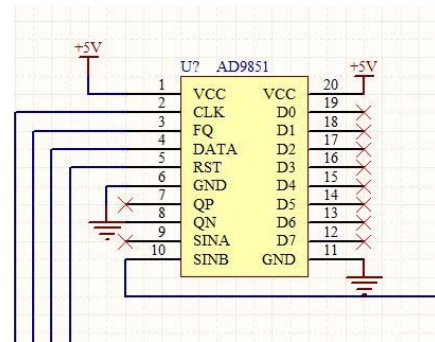 +5V
U? AD9851
+5V
1 VCC VCC 20
2 CLK D0 19
3 FQ D1 18
4 DATA D2 17
5 RST D3 16
6 GND D4 15
7 QP D5 14
8 QN D6 13
9 SINA D7 12
10 SINB GND 11